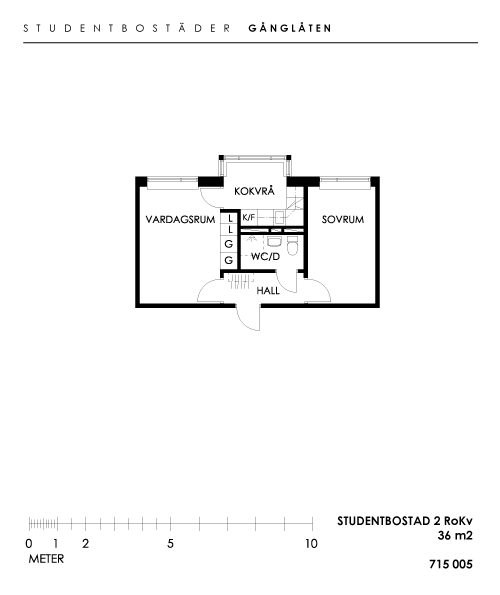 STUDENTBOSTÄDER GÅNGLÅTEN
KOKVRÅ
K/F
VARDAGSRUM
L
SOVRUM
L
G
WC/D
G
HALL
STUDENTBOSTAD 2 RoKv
36 m2
0 1 2 5 10
METER
715 005